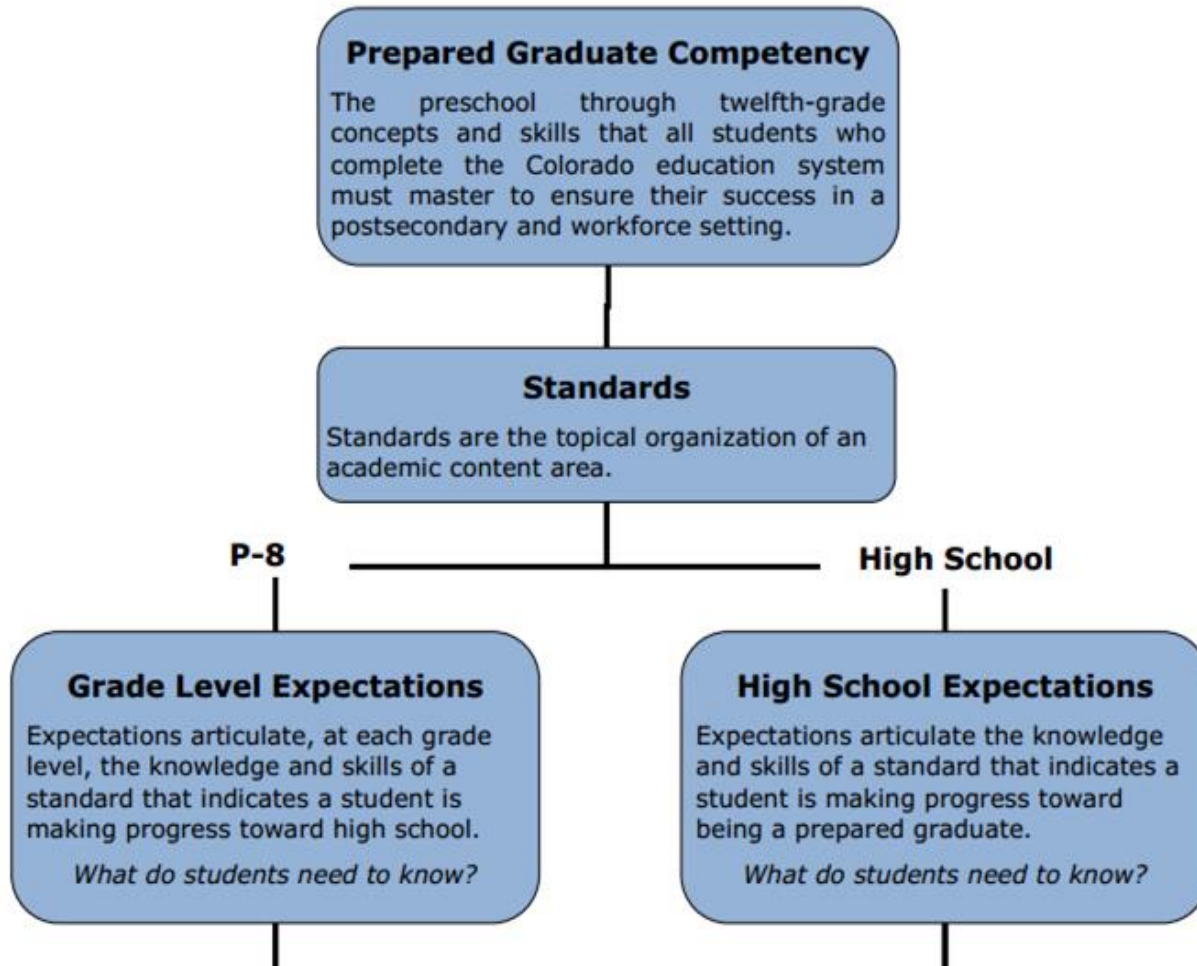 Prepared Graduate Competency
The preschool through twelfth-grade
concepts and skills that all students who
complete the Colorado education system
must master to ensure their success in a
postsecondary and workforce setting.
Standards
Standards are the topical organization of an
academic content area.
P-8
High School
Grade Level Expectations
Expectations articulate, at each grade
level, the knowledge and skills of a
standard that indicates a student is
making progress toward high school.
What do students need to know?
High School Expectations
Expectations articulate the knowledge
and skills of a standard that indicates a
student is making progress toward
being a prepared graduate.
What do students need to know?